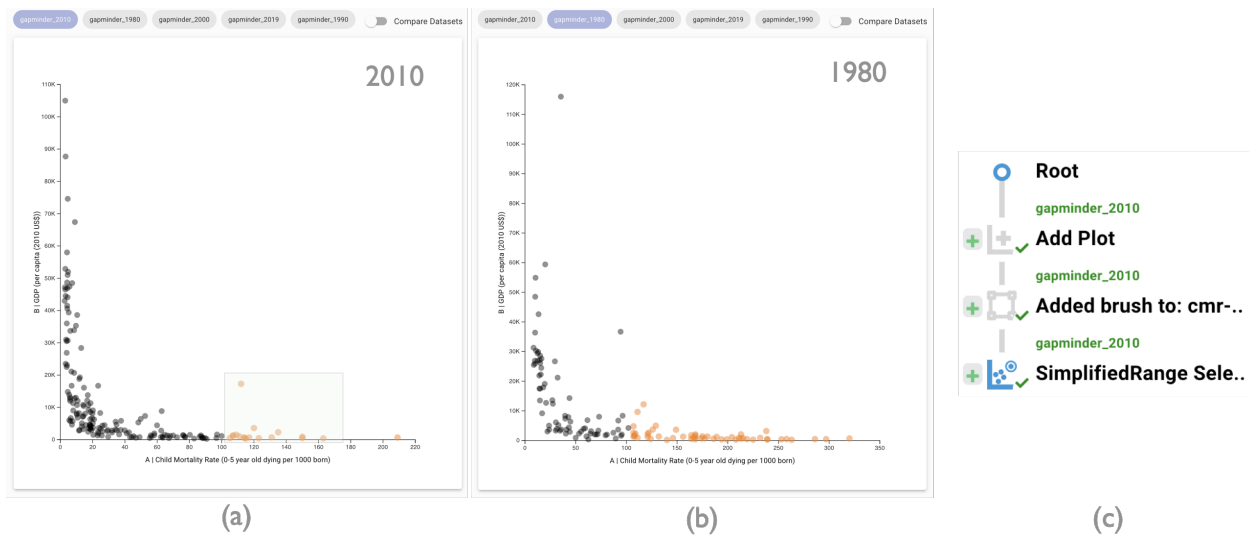 gapminder_2010 gapminder_1980 gapminder_2000 gapminder_2019 gapminder_1990 Compare Datasets
2010
110K
100K
90K
80K
70K
60K
50K
40K
30K
20K
10K
0
B | GDP (per capita (2010 US$))
0 20 40 60 80 100 120 140 160 180 200 220
A | Child Mortality Rate (0-5 year old dying per 1000 born)
(a)
gapminder_2010 gapminder_1980 gapminder_2000 gapminder_2019 gapminder_1990 Compare Datasets
1980
120K
110K
100K
90K
80K
70K
60K
50K
40K
30K
20K
10K
0
B | GDP (per capita (2010 US$))
0 50 100 150 200 250 300 350
A | Child Mortality Rate (0-5 year old dying per 1000 born)
(b)
Root
gapminder_2010
Add Plot
gapminder_2010
Added brush to: cmr-..
gapminder_2010
SimplifiedRange Sele..
(c)